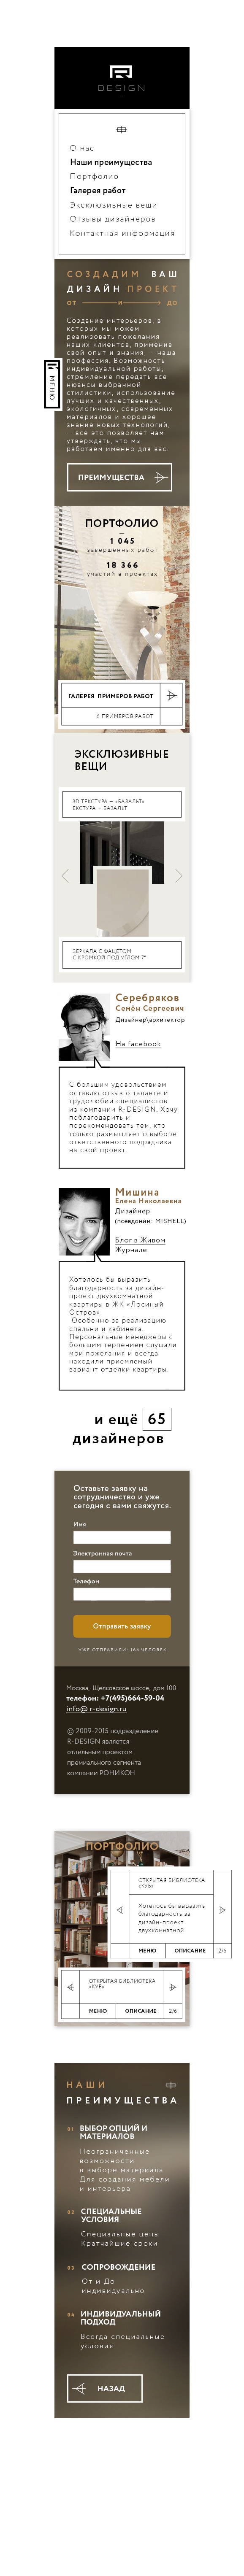 R
DESIGN
О нас
Наши преимущества
Портфолио
Галерея работ
Эксклюзивные вещи
Отзывы дизайнеров
Контактная информация
СОЗДАДИМ ВАШ
ДИЗАЙН ПРОЕКТ
ОТ И ДО
МЕНЮ
Создание интерьеров, в
которых мы можем
реализовать пожелания
наших клиентов, применив
свой опыт и знания, — наша
профессия. Возможность
индивидуальной работы,
стремление передать все
нюансы выбранной
стилистики, использование
лучших и качественных,
экологичных, современных
материалов и хорошее
знание новых технологий,
— все это позволяет нам
утверждать, что мы
работаем именно для вас.
ПРЕИМУЩЕСТВА
ПОРТФОЛИО
1 045
завершённых работ
18 366
участий в проектах
ГАЛЕРЕЯ ПРИМЕРОВ РАБОТ
6 ПРИМЕРОВ РАБОТ
ЭКСКЛЮЗИВНЫЕ
ВЕЩИ
3D ТЕКСТУРА — «БАЗАЛЬТ»
ЕКСТУРА — БАЗАЛЬТ
ЗЕРКАЛА С ФАЦЕТОМ
С КРОМКОЙ ПОД УГЛОМ 7°
Серебряков
Семён Сергеевич
Дизайнер\архитектор
На facebook
С большим удовольствием
оставлю отзыв о таланте и
трудолюбии специалистов
из компании R-DESIGN. Хочу
поблагодарить и
порекомендовать тем, кто
только размышляет о выборе
ответственного подрядчика
на свой проект
Мишина
Елена Николаевна
Дизайнер
(псевдоним: MISHELL)
Блог в Живом
Журнале
Хотелось бы выразить
благодарность за дизайн-
проект двухкомнатной
квартиры в ЖК «Лосиный
Остров»
Особенно за реализацию
спальни и кабинета.
Персональные менеджеры с
большим терпением слушали
мои пожелания и всегда
находили приемлемый
вариант отделки квартиры.
и ещё 65
дизайнеров
Оставьте заявку на
сотрудничество и уже
сегодня с вами свяжутся.
Имя
Электронная почта
Телефон
Отправить заявку
УЖЕ ОТПРАВИЛИ: 164 ЧЕЛОВЕК
Москва, Щелковское шоссе, дом 100
телефон: +7(495)664-59-04
info@ r-design.ru
© 2009-2015 подразделение
R-DESIGN является
отдельным проектом
премиального сегмента
компании РОНИКОН
ПОРТФОЛИО
ОТКРЫТАЯ БИБЛИОТЕКА
«КУБ»
Хотелось бы выразить
благодарность за
дизайн-проект
двухкомнатной
МЕНЮ ОПИСАНИЕ 2/6
ОТКРЫТАЯ БИБЛИОТЕКА
«КУБ»
МЕНЮ ОПИСАНИЕ 2/6
НАШИ
ПРЕИМУЩЕСТВА
01 ВЫБОР ОПЦИЙ И
МАТЕРИАЛОВ
Неограниченные
возможности
в выборе материала
Для создания мебели
и интерьера
02 СПЕЦИАЛЬНЫЕ
УСЛОВИЯ
Специальные цены
Кратчайшие сроки
03 СОПРОВОЖДЕНИЕ
От и До
индивидуально
04 ИНДИВИДУАЛЬНЫЙ
ПОДХОД
Всегда специальные
условия
НАЗАД